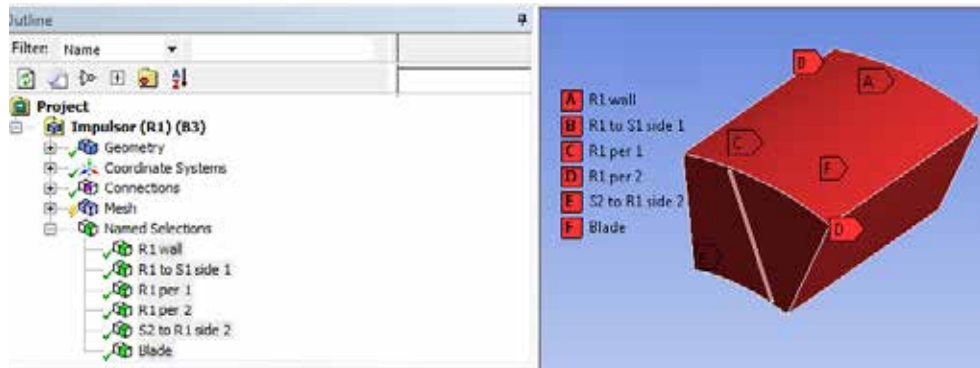 Outline
Filter: Name
Project
Impulsor (R1) (B3)
Geometry
Coordinate Systems
Connections
Mesh
Named Selections
R1 wall
R1 to S1 side 1
R1 per 1
R1 per 2
S2 to R1 side 2
Blade
A R1 wall
B R1 to S1 side 1
C R1 per 1
D R1 per 2
E S2 to R1 side 2
F Blade
B
A
C
F
D
E